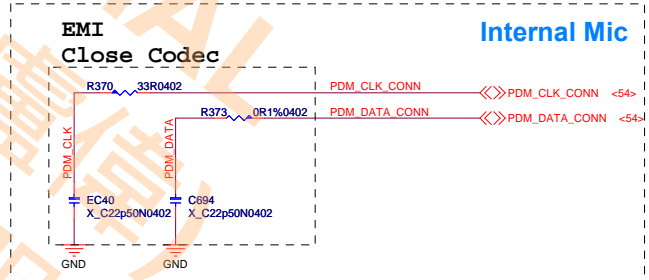 EMI
Internal Mic
Close Codec
R370 33R0402 PDM_CLK_CONN PDM_CLK_CONN <54>
R373 0R1%0402 PDM_DATA_CONN PDM_DATA_CONN <54>
PDM_CLK
PDM_DATA
EC40 C694
X_C22p50N0402 X_C22p50N0402
GND GND